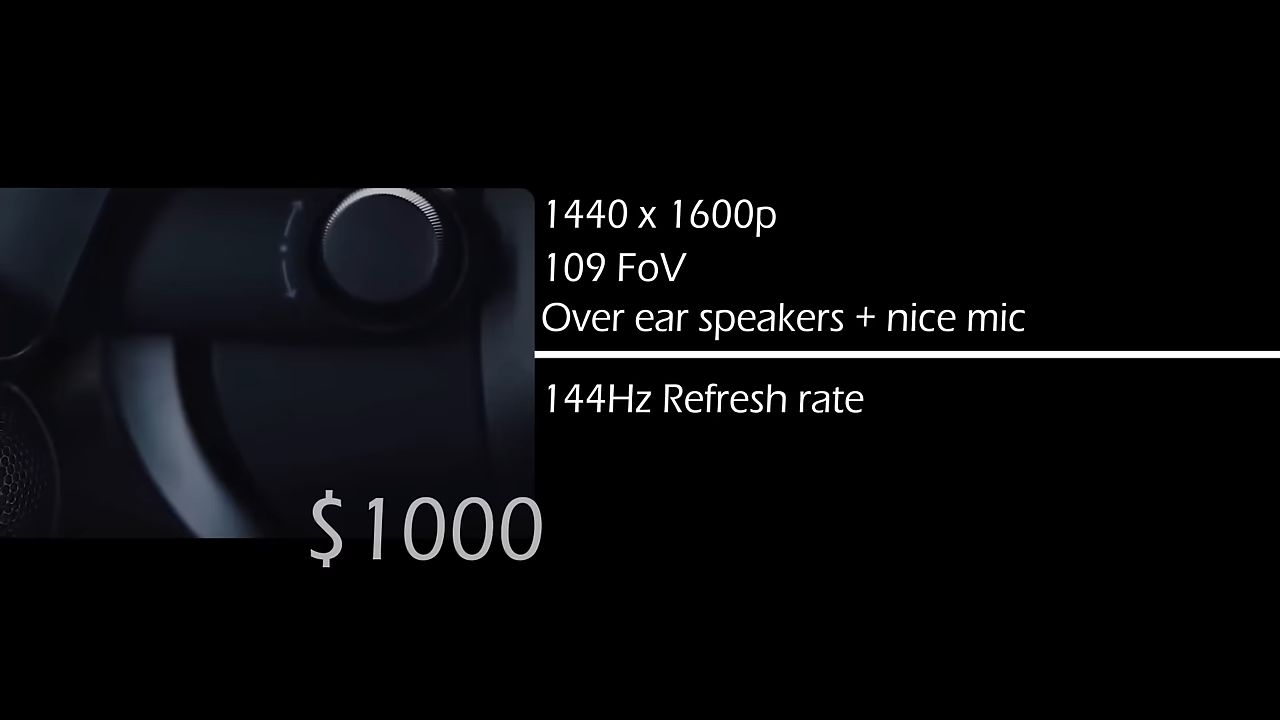 1440 x 1600p
109 FoV
Over ear speakers + nice mic
144Hz Refresh rate
$1000